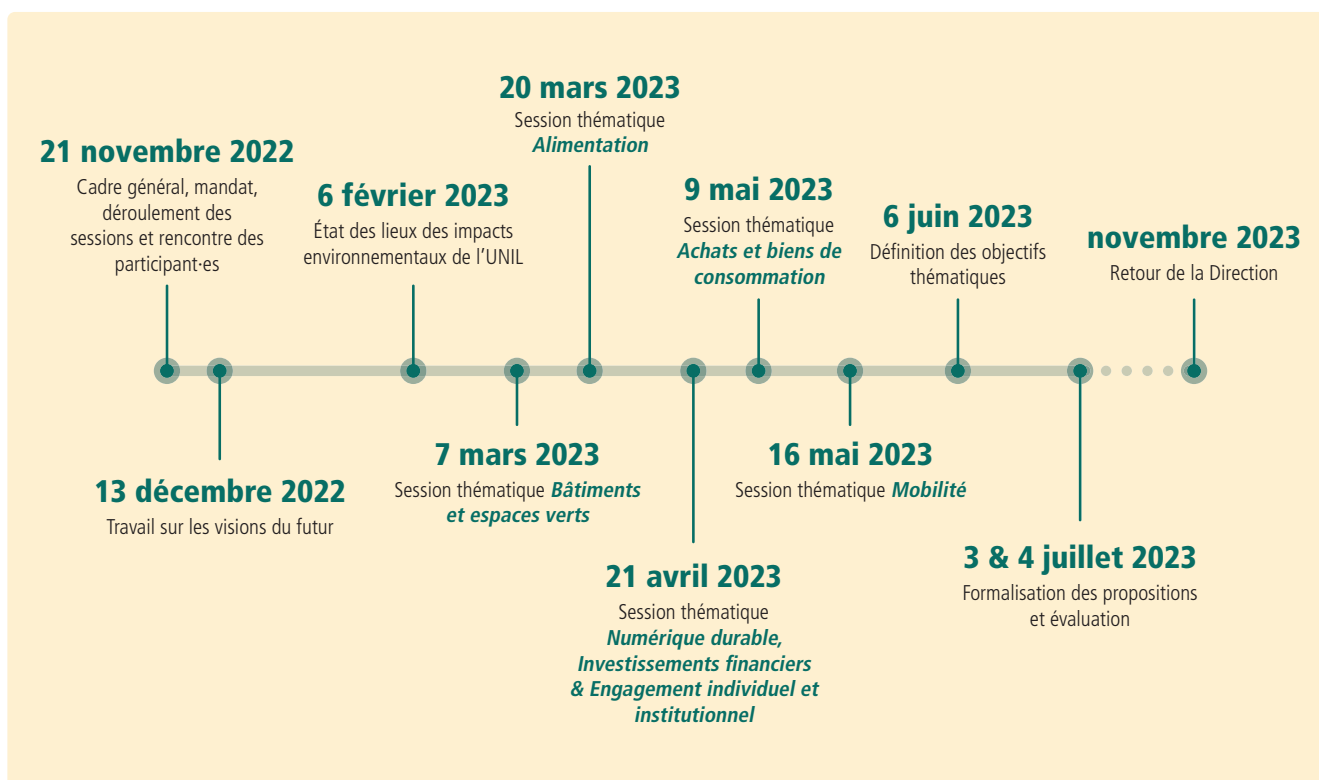 21 novembre 2022
Cadre général, mandat,
déroulement des
sessions et rencontre des
participant·es
13 décembre 2022
Travail sur les visions du futur
6 février 2023
État des lieux des impacts
environnementaux de l’UNIL
7 mars 2023
Session thématique Bâtiments
et espaces verts
20 mars 2023
Session thématique
Alimentation
21 avril 2023
Session thématique
Numérique durable,
Investissements financiers
& Engagement individuel et
institutionnel
9 mai 2023
Session thématique
Achats et biens de
consommation
16 mai 2023
Session thématique Mobilité
6 juin 2023
Définition des objectifs
thématiques
3 & 4 juillet 2023
Formalisation des propositions
et évaluation
novembre 2023
Retour de la Direction